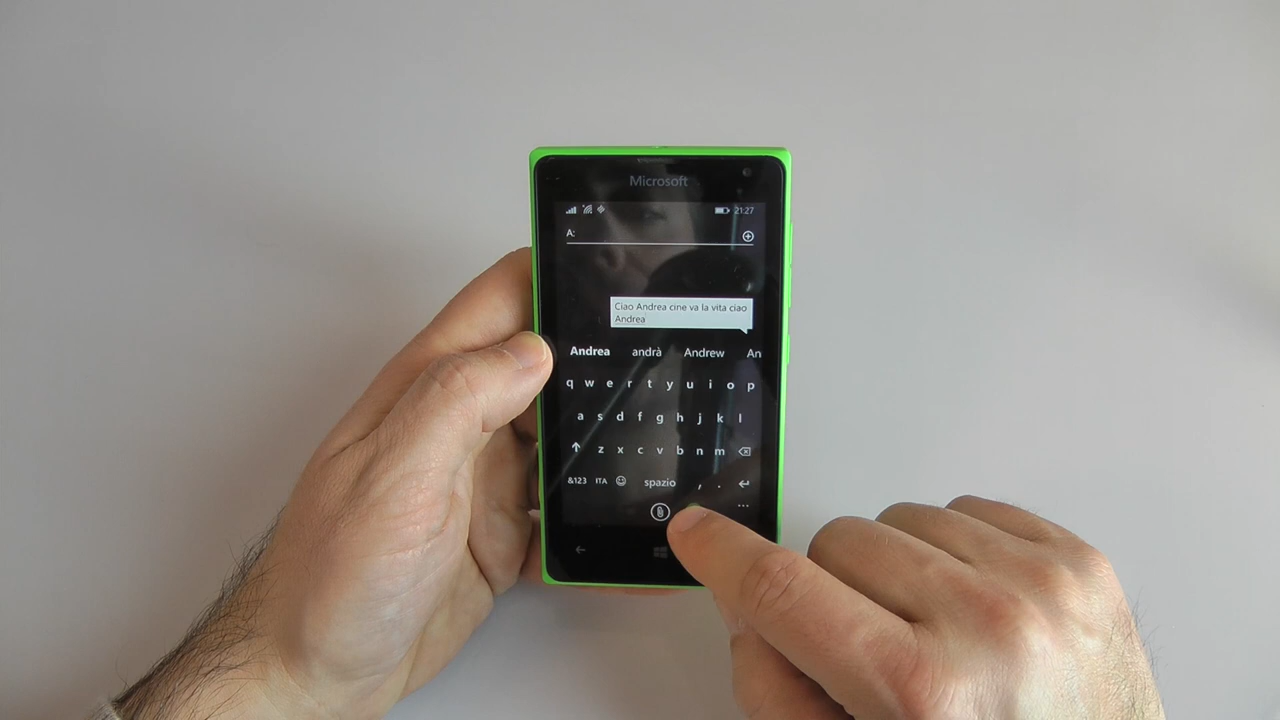 Microsoft
21:27
A:
Ciao Andrea cine va la vita ciao
Andrea
Andrea andrà Andrew An
q w e r t y u i o p
a s d f g h j k l
z x c v b n m
&123 ITA spazio , .
...